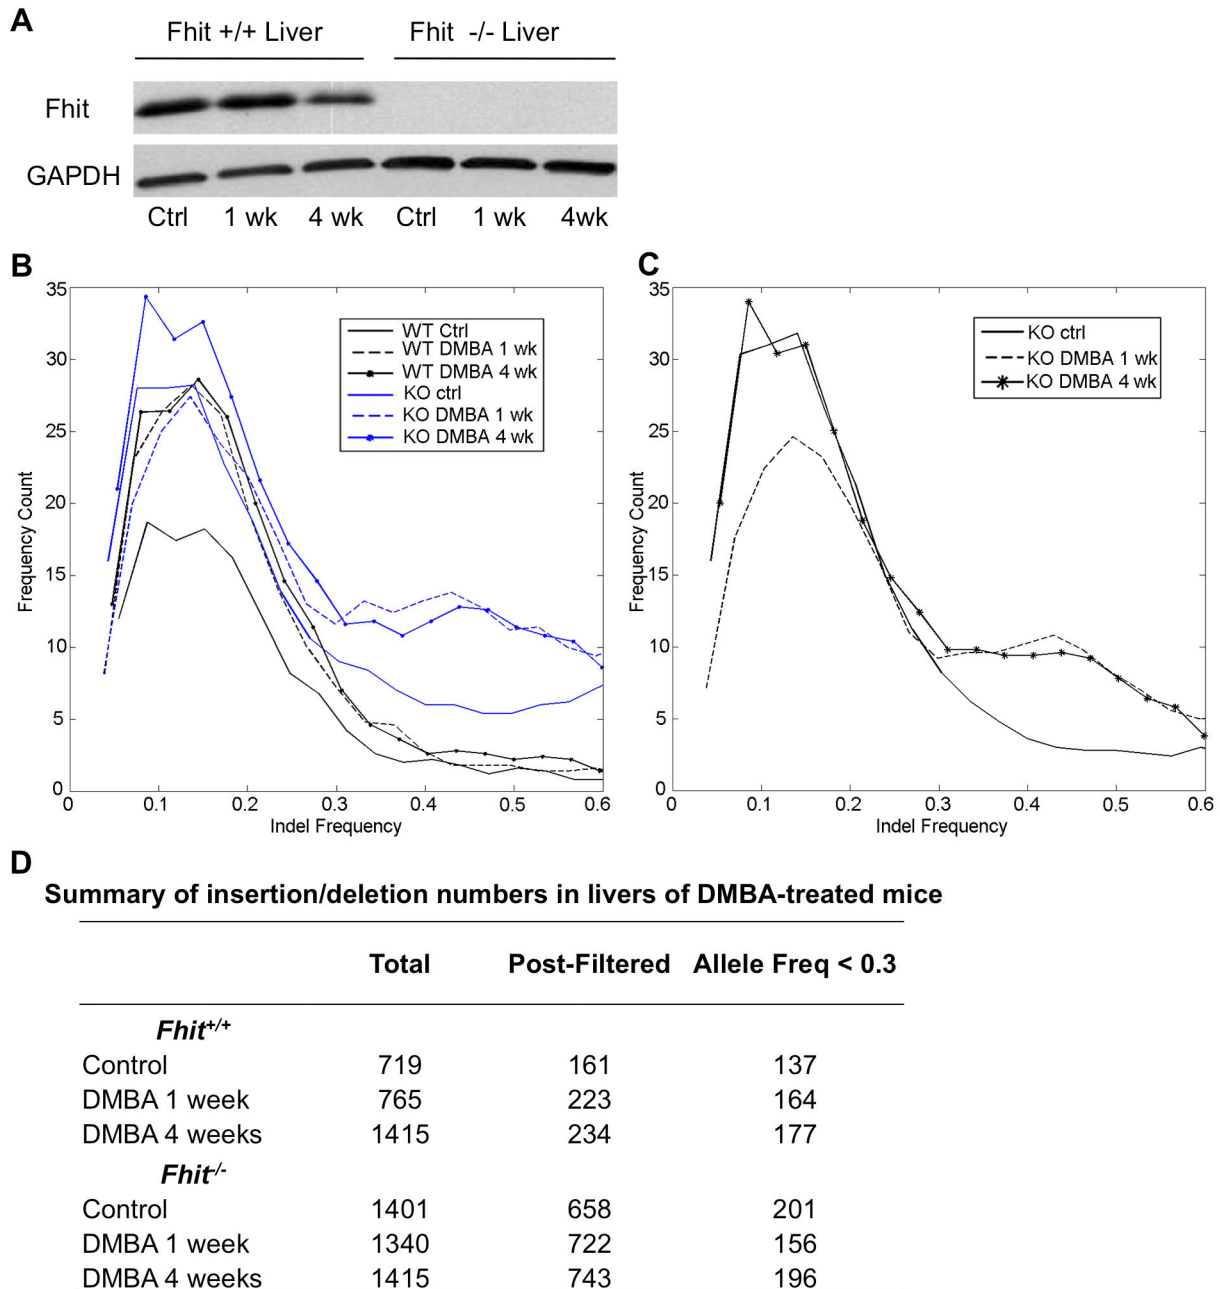 A
Fhit +/+ Liver
Fhit -/- Liver
Fhit
GAPDH
Ctrl 1 wk 4 wk Ctrl 1 wk 4wk
B
35
30
25
20
15
10
5
0
Frequency Count
0 0.1 0.2 0.3 0.4 0.5 0.6
Indel Frequency
WT Ctrl
WT DMBA 1 wk
WT DMBA 4 wk
KO ctrl
KO DMBA 1 wk
KO DMBA 4 wk
C
35
30
25
20
15
10
5
0
Frequency Count
0 0.1 0.2 0.3 0.4 0.5 0.6
Indel Frequency
KO ctrl
KO DMBA 1 wk
KO DMBA 4 wk
D
Summary of insertion/deletion numbers in livers of DMBA-treated mice
Total Post-Filtered Allele Freq < 0.3
Fhit+/+
Control 719 161 137
DMBA 1 week 765 223 164
DMBA 4 weeks 1415 234 177
Fhit-/-
Control 1401 658 201
DMBA 1 week 1340 722 156
DMBA 4 weeks 1415 743 196